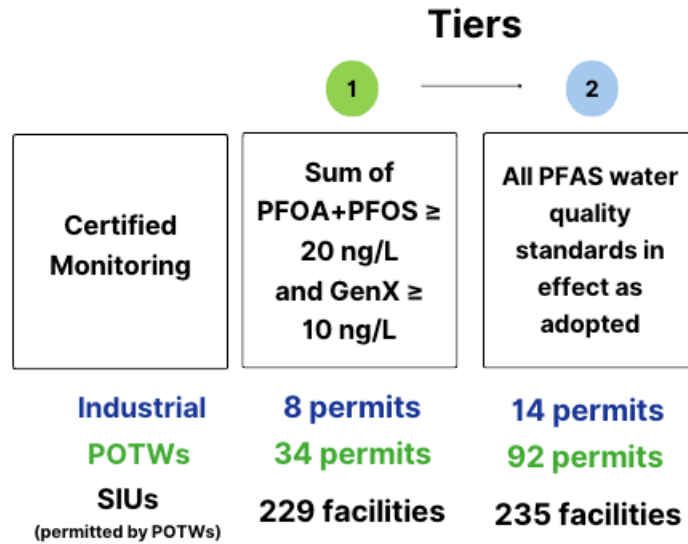 Tiers
1
2
Certified
Monitoring
Sum of
PFOA+PFOS ≥
20 ng/L
and GenX ≥
10 ng/L
All PFAS water
quality
standards in
effect as
adopted
Industrial 8 permits 14 permits
POTWs 34 permits 92 permits
SIUs 229 facilities 235 facilities
(permitted by POTWs)